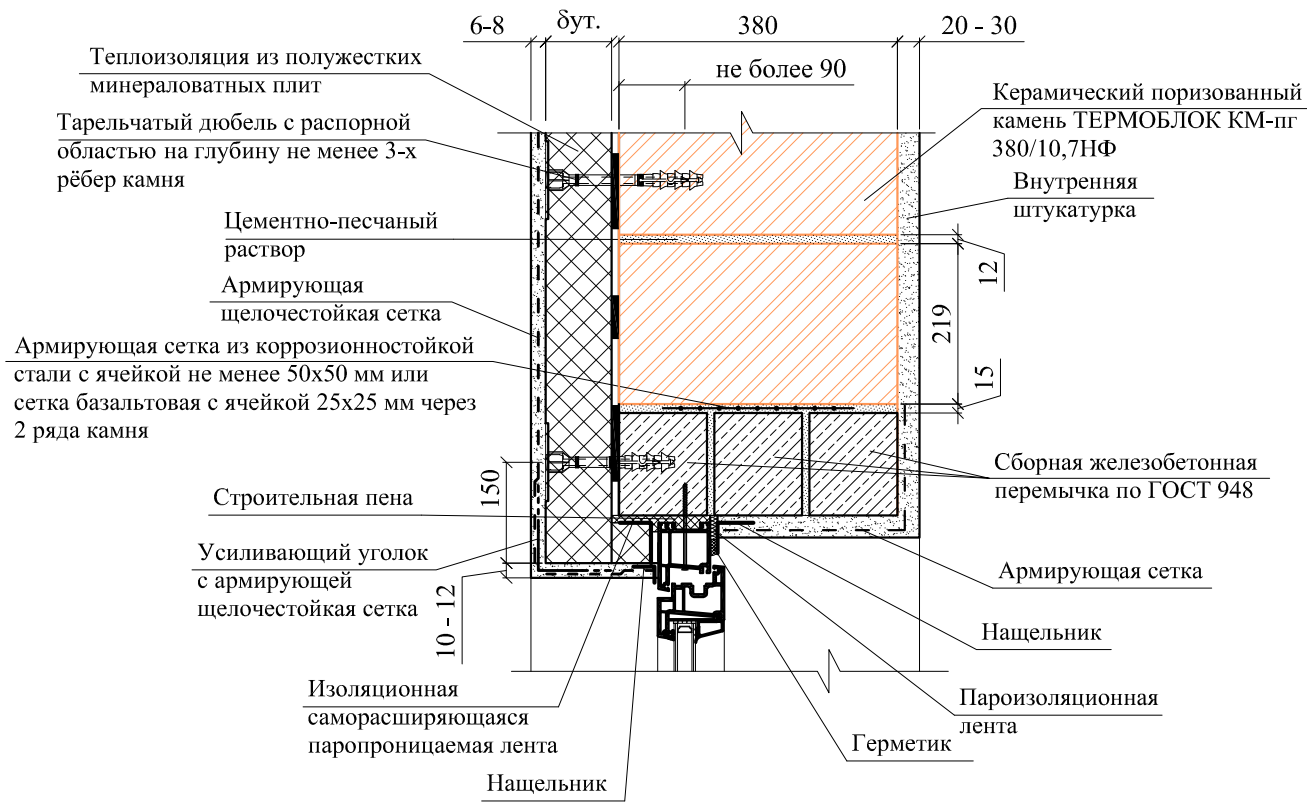 6-8
δут.
380
20 - 30
не более 90
Теплоизоляция из полужестких
минераловатных плит
Тарельчатый дюбель с распорной
областью на глубину не менее 3-х
рёбер камня
Цементно-песчаный
раствор
Армирующая
щелочестойкая сетка
Армирующая сетка из коррозионностойкой
стали с ячейкой не менее 50х50 мм или
сетка базальтовая с ячейкой 25х25 мм через
2 ряда камня
Строительная пена
Усиливающий уголок
с армирующей
щелочестойкая сетка
150
10 - 12
Изоляционная
саморасширяющаяся
паропроницаемая лента
Нащельник
Керамический поризованный
камень ТЕРМОБЛОК КМ-пг
380/10,7НФ
Внутренняя
штукатурка
12
219
15
Сборная железобетонная
перемычка по ГОСТ 948
Армирующая сетка
Нащельник
Пароизоляционная
лента
Герметик